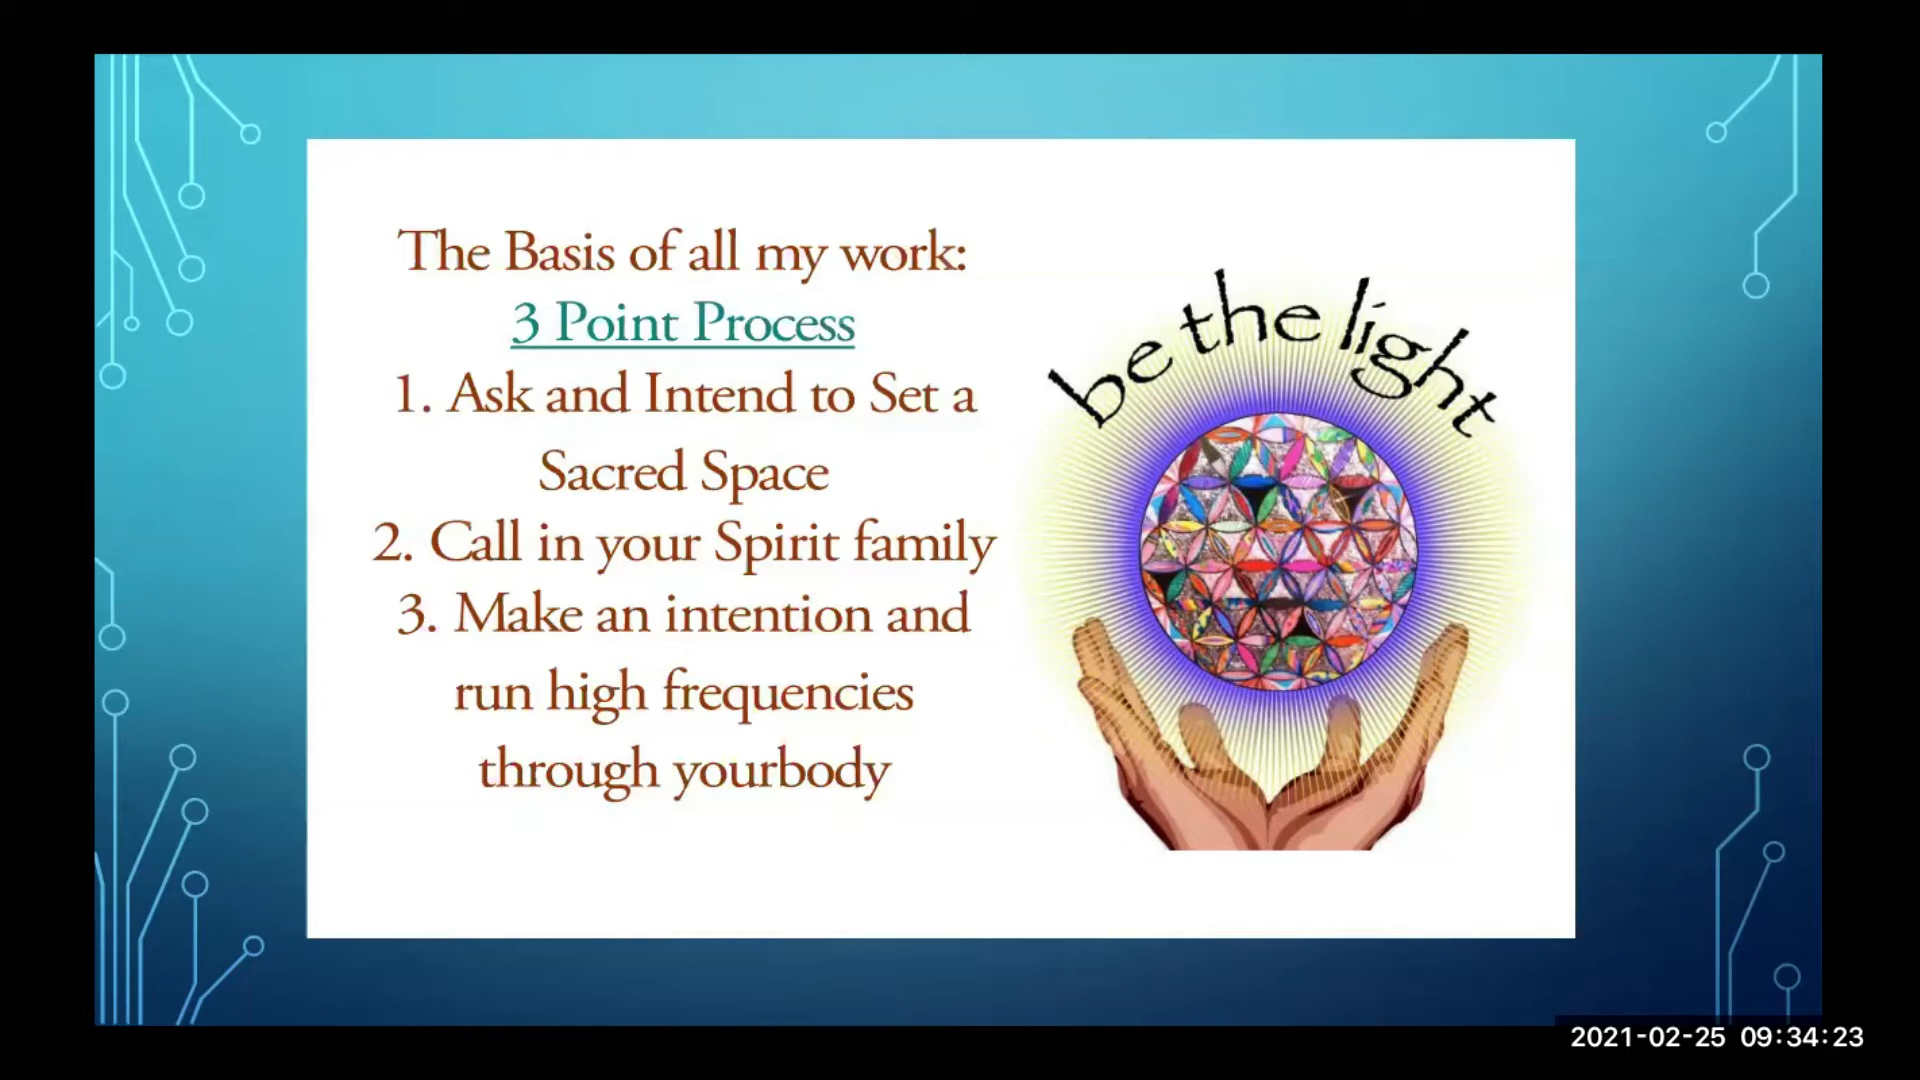 The Basis of all my work:
3 Point Process
1. Ask and Intend to Set a
Sacred Space
2. Call in your Spirit family
3. Make an intention and
run high frequencies
through yourbody
be the light
2021-02-25 09:34:23